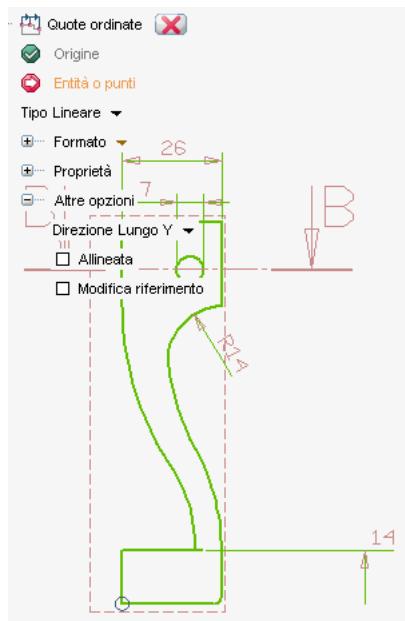 Quote ordinate
Origine
Entità o punti
Tipo Lineare
Formato
26
Proprietà
7
Altre opzioni
B
B
Direzione Lungo Y
Allineata
Modifica riferimento
R14
14